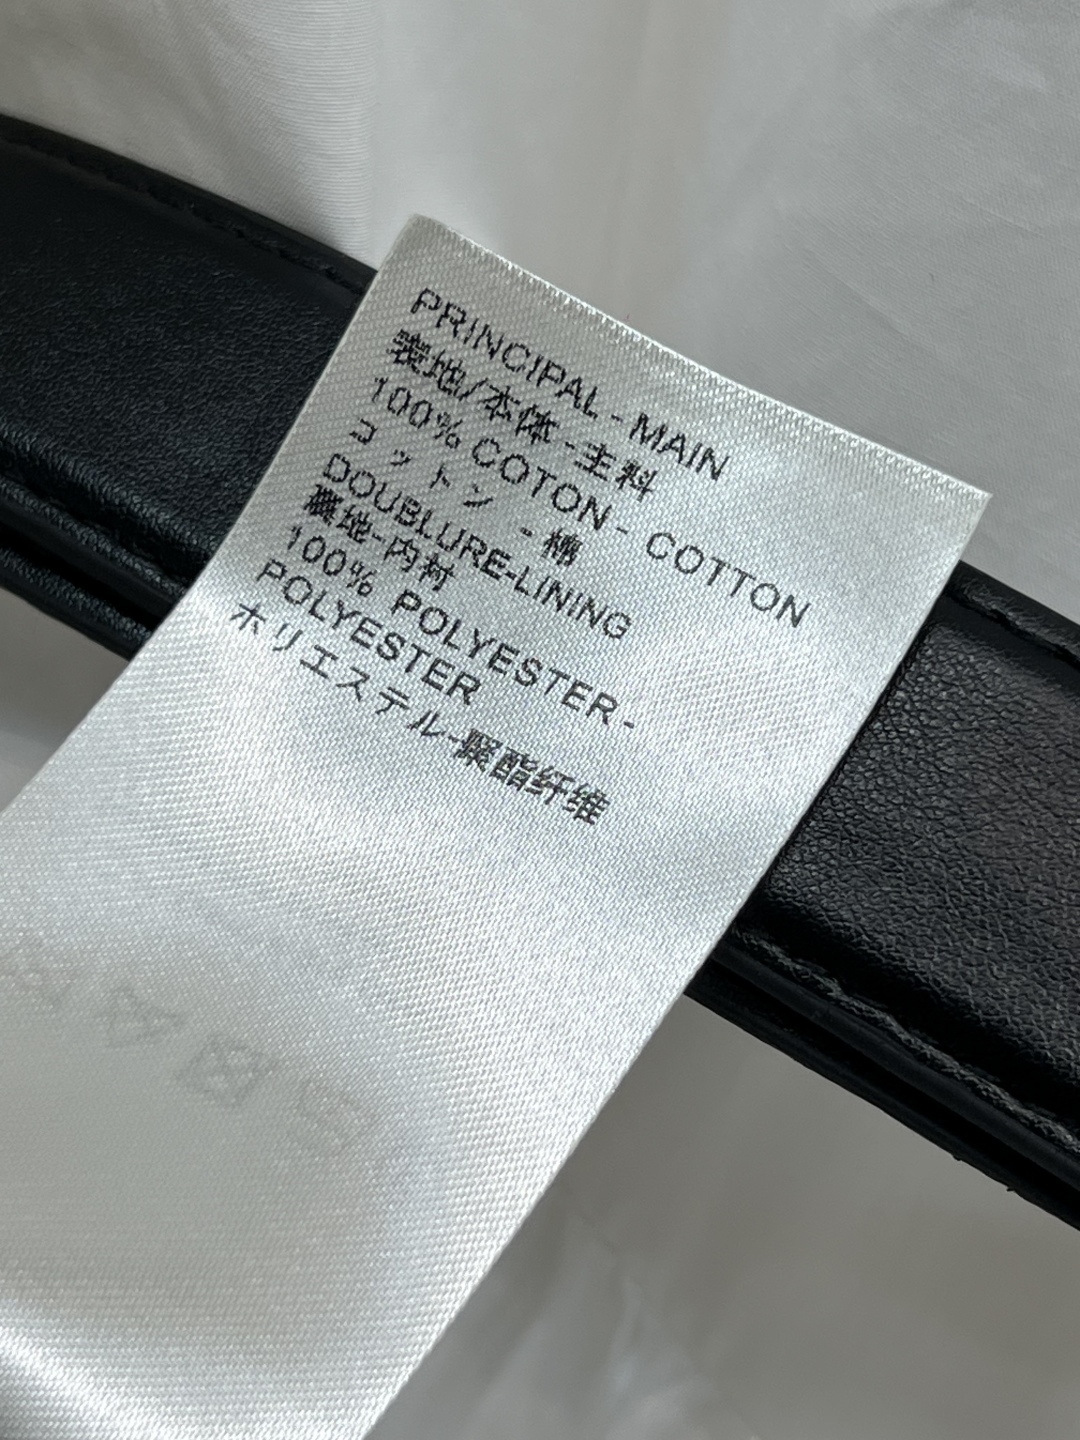 PRINCIPAL - MAIN
表地/本体-主料
100% COTON - COTTON
コットン - 棉
DOUBLURE-LINING
裏地-内衬
100% POLYESTER -
POLYESTER
ホリエステル-聚酯纤维